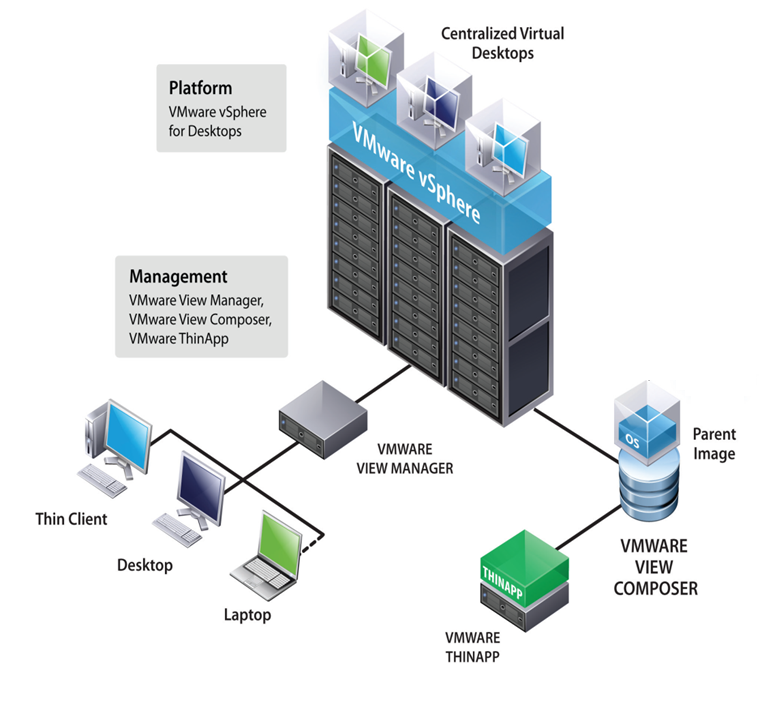 Centralized Virtual
Desktops
Platform
VMware vSphere
for Desktops
VMware vSphere
Management
VMware View Manager,
VMware View Composer,
VMware ThinApp
OS
Parent
Image
VMWARE
VIEW MANAGER
Thin Client
Desktop
Laptop
VMWARE
VIEW
COMPOSER
THINAPP
VMWARE
THINAPP